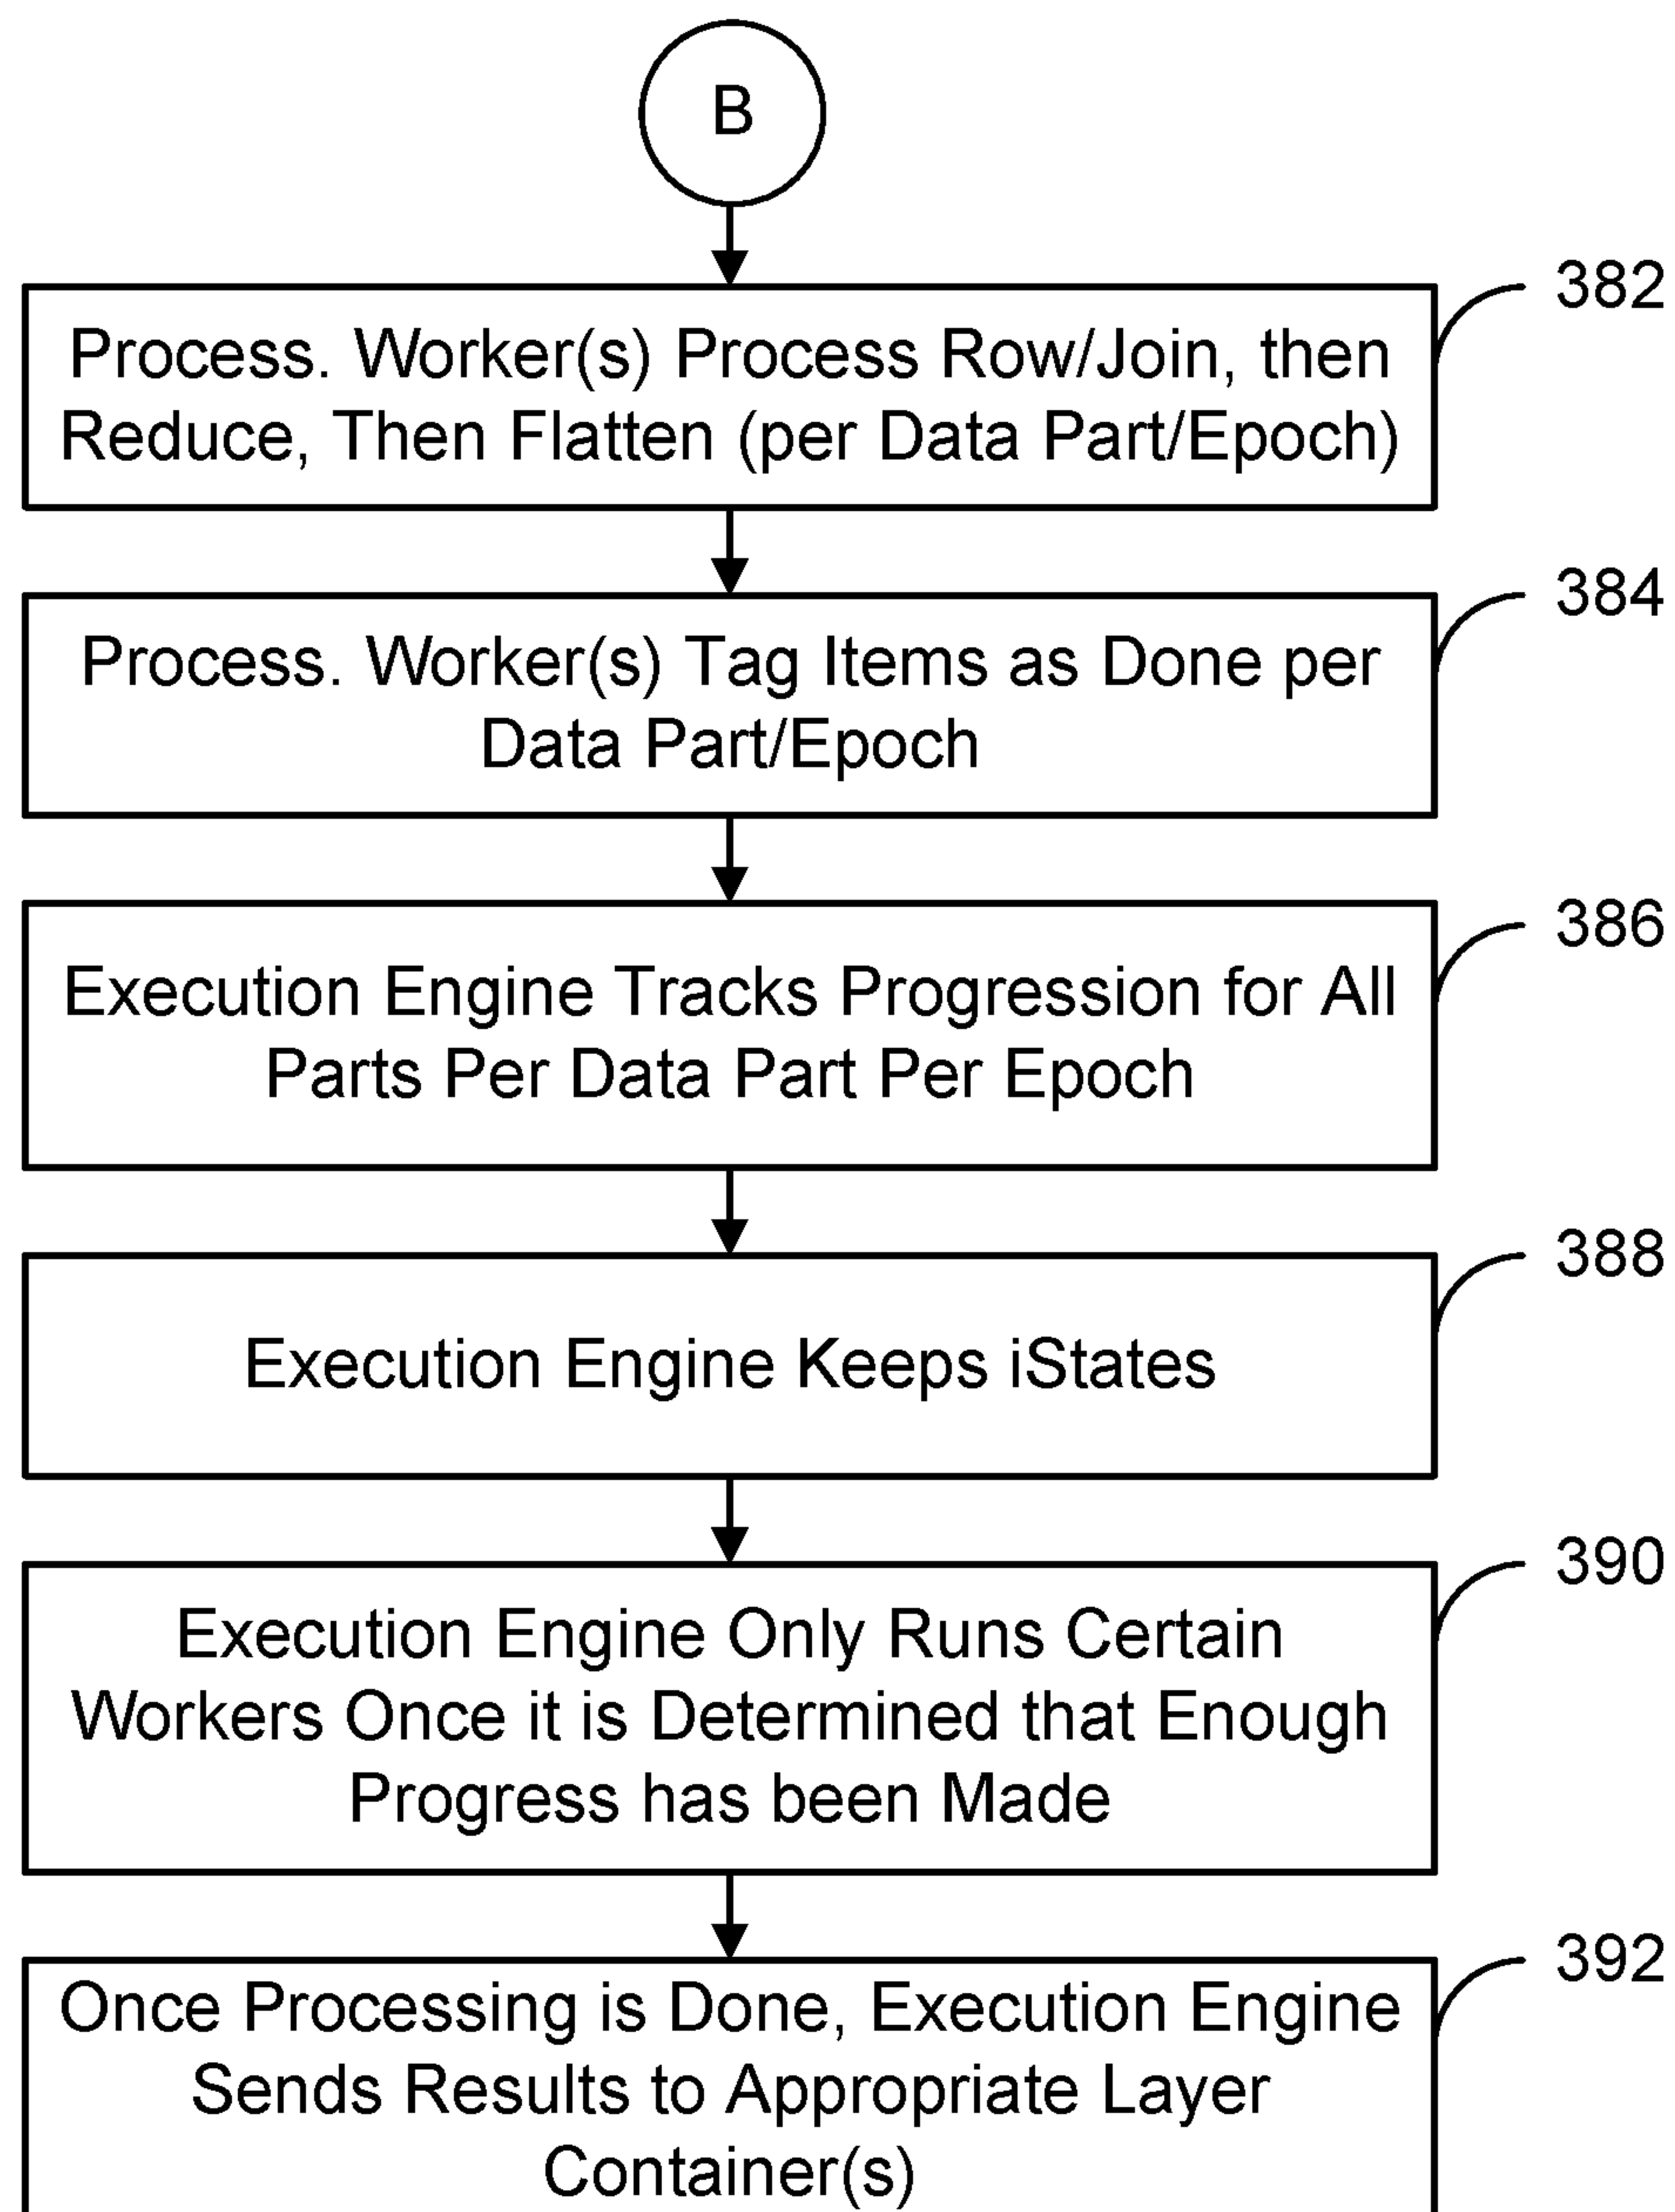 B
382
Process. Worker(s) Process Row/Join, then
Reduce, Then Flatten (per Data Part/Epoch)
384
Process. Worker(s) Tag Items as Done per
Data Part/Epoch
386
Execution Engine Tracks Progression for All
Parts Per Data Part Per Epoch
388
Execution Engine Keeps iStates
390
Execution Engine Only Runs Certain
Workers Once it is Determined that Enough
Progress has been Made
392
Once Processing is Done, Execution Engine
Sends Results to Appropriate Layer
Container(s)